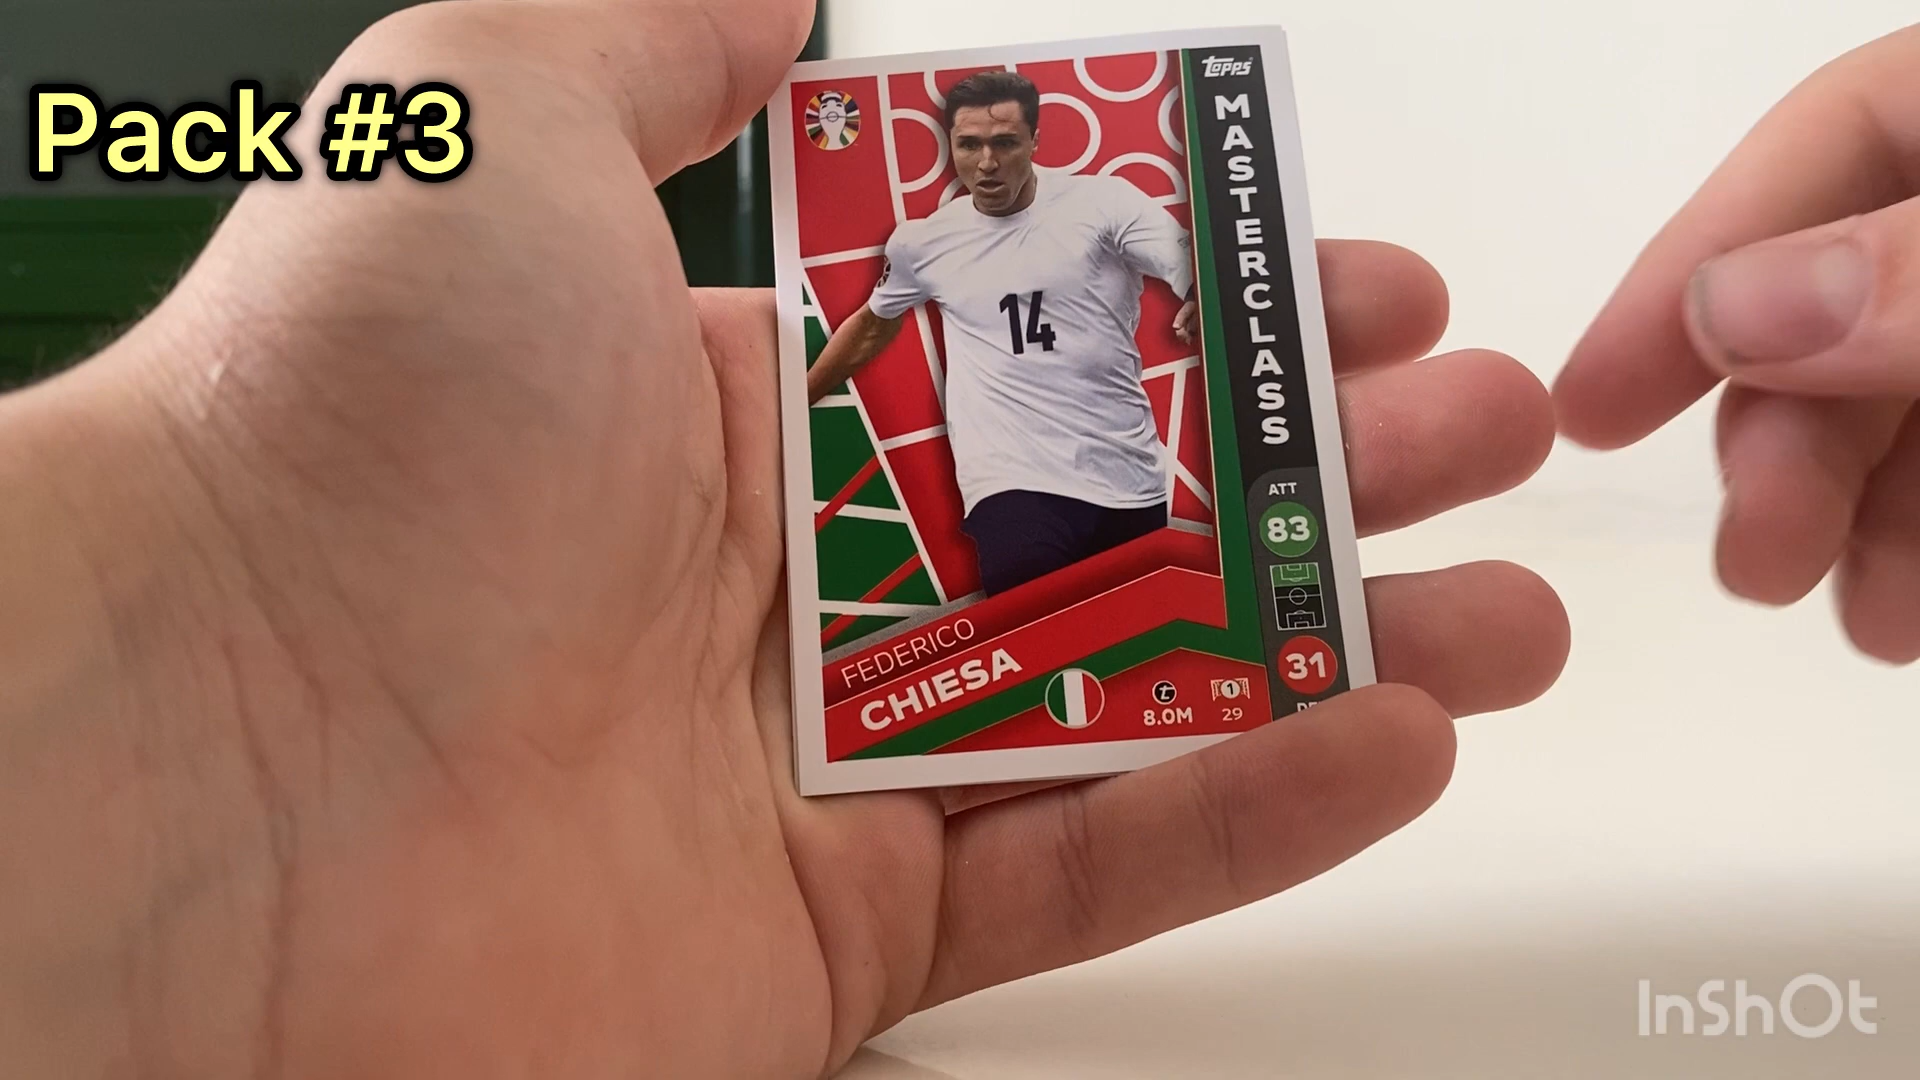 Pack #3
topps
MASTERCLASS
14
ATT
83
31
FEDERICO
CHIESA
8.0M
1
29
InShOt